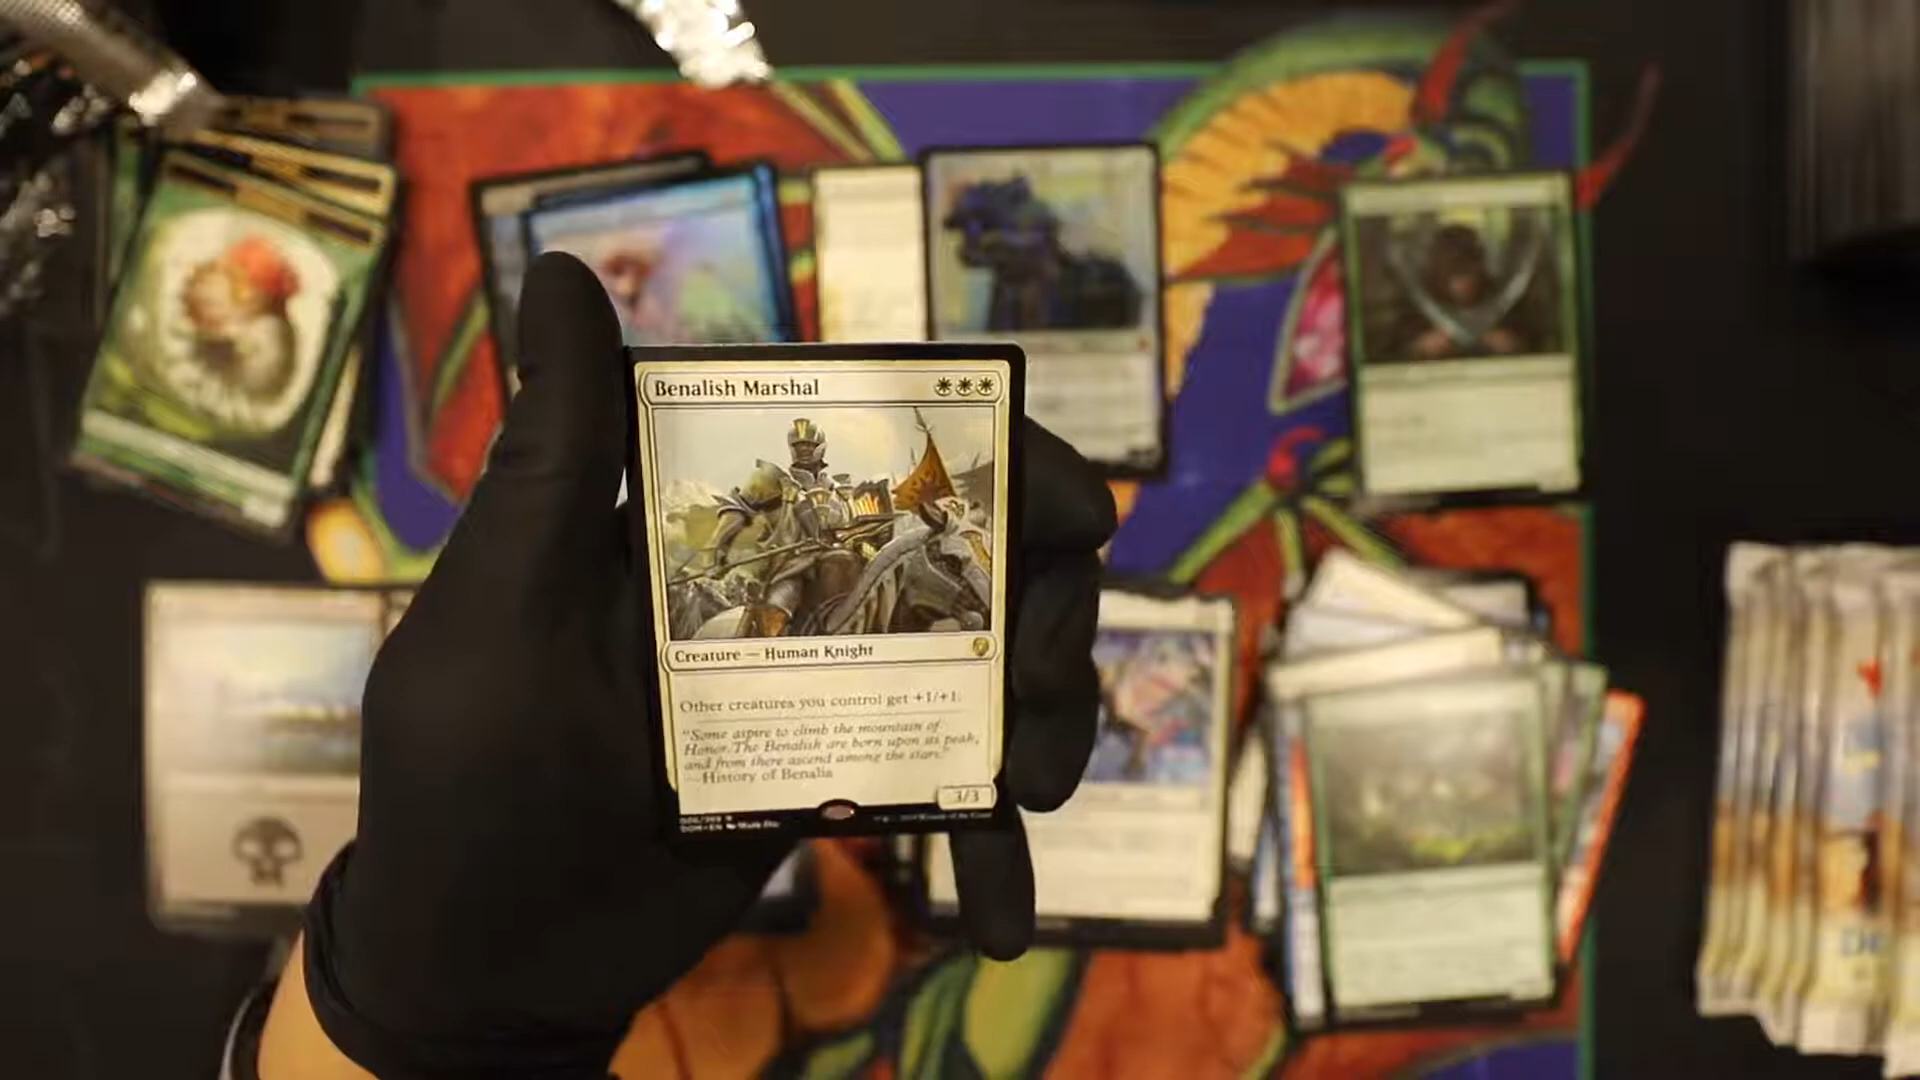 Benalish Marshal
Creature — Human Knight
Other creatures you control get +1/+1.
"Some aspire to climb the mountain of
Honor. The Benalish are born upon its peak,
and from there ascend among the stars."
—History of Benalia
3/3